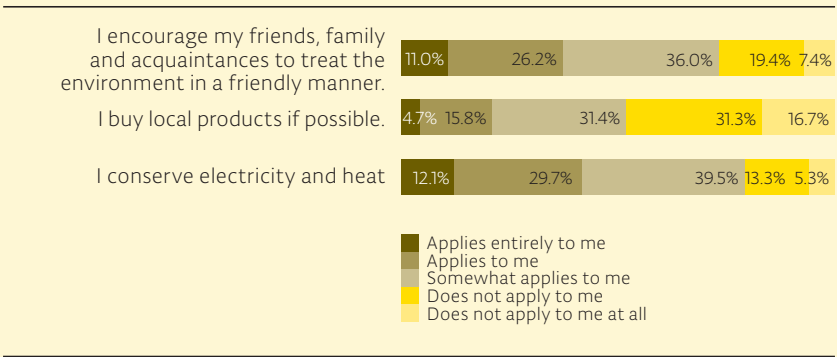 I encourage my friends, family
and acquaintances to treat the
environment in a friendly manner.
11.0% 26.2% 36.0% 19.4% 7.4%
I buy local products if possible.
4.7% 15.8% 31.4% 31.3% 16.7%
I conserve electricity and heat
12.1% 29.7% 39.5% 13.3% 5.3%
Applies entirely to me
Applies to me
Somewhat applies to me
Does not apply to me
Does not apply to me at all